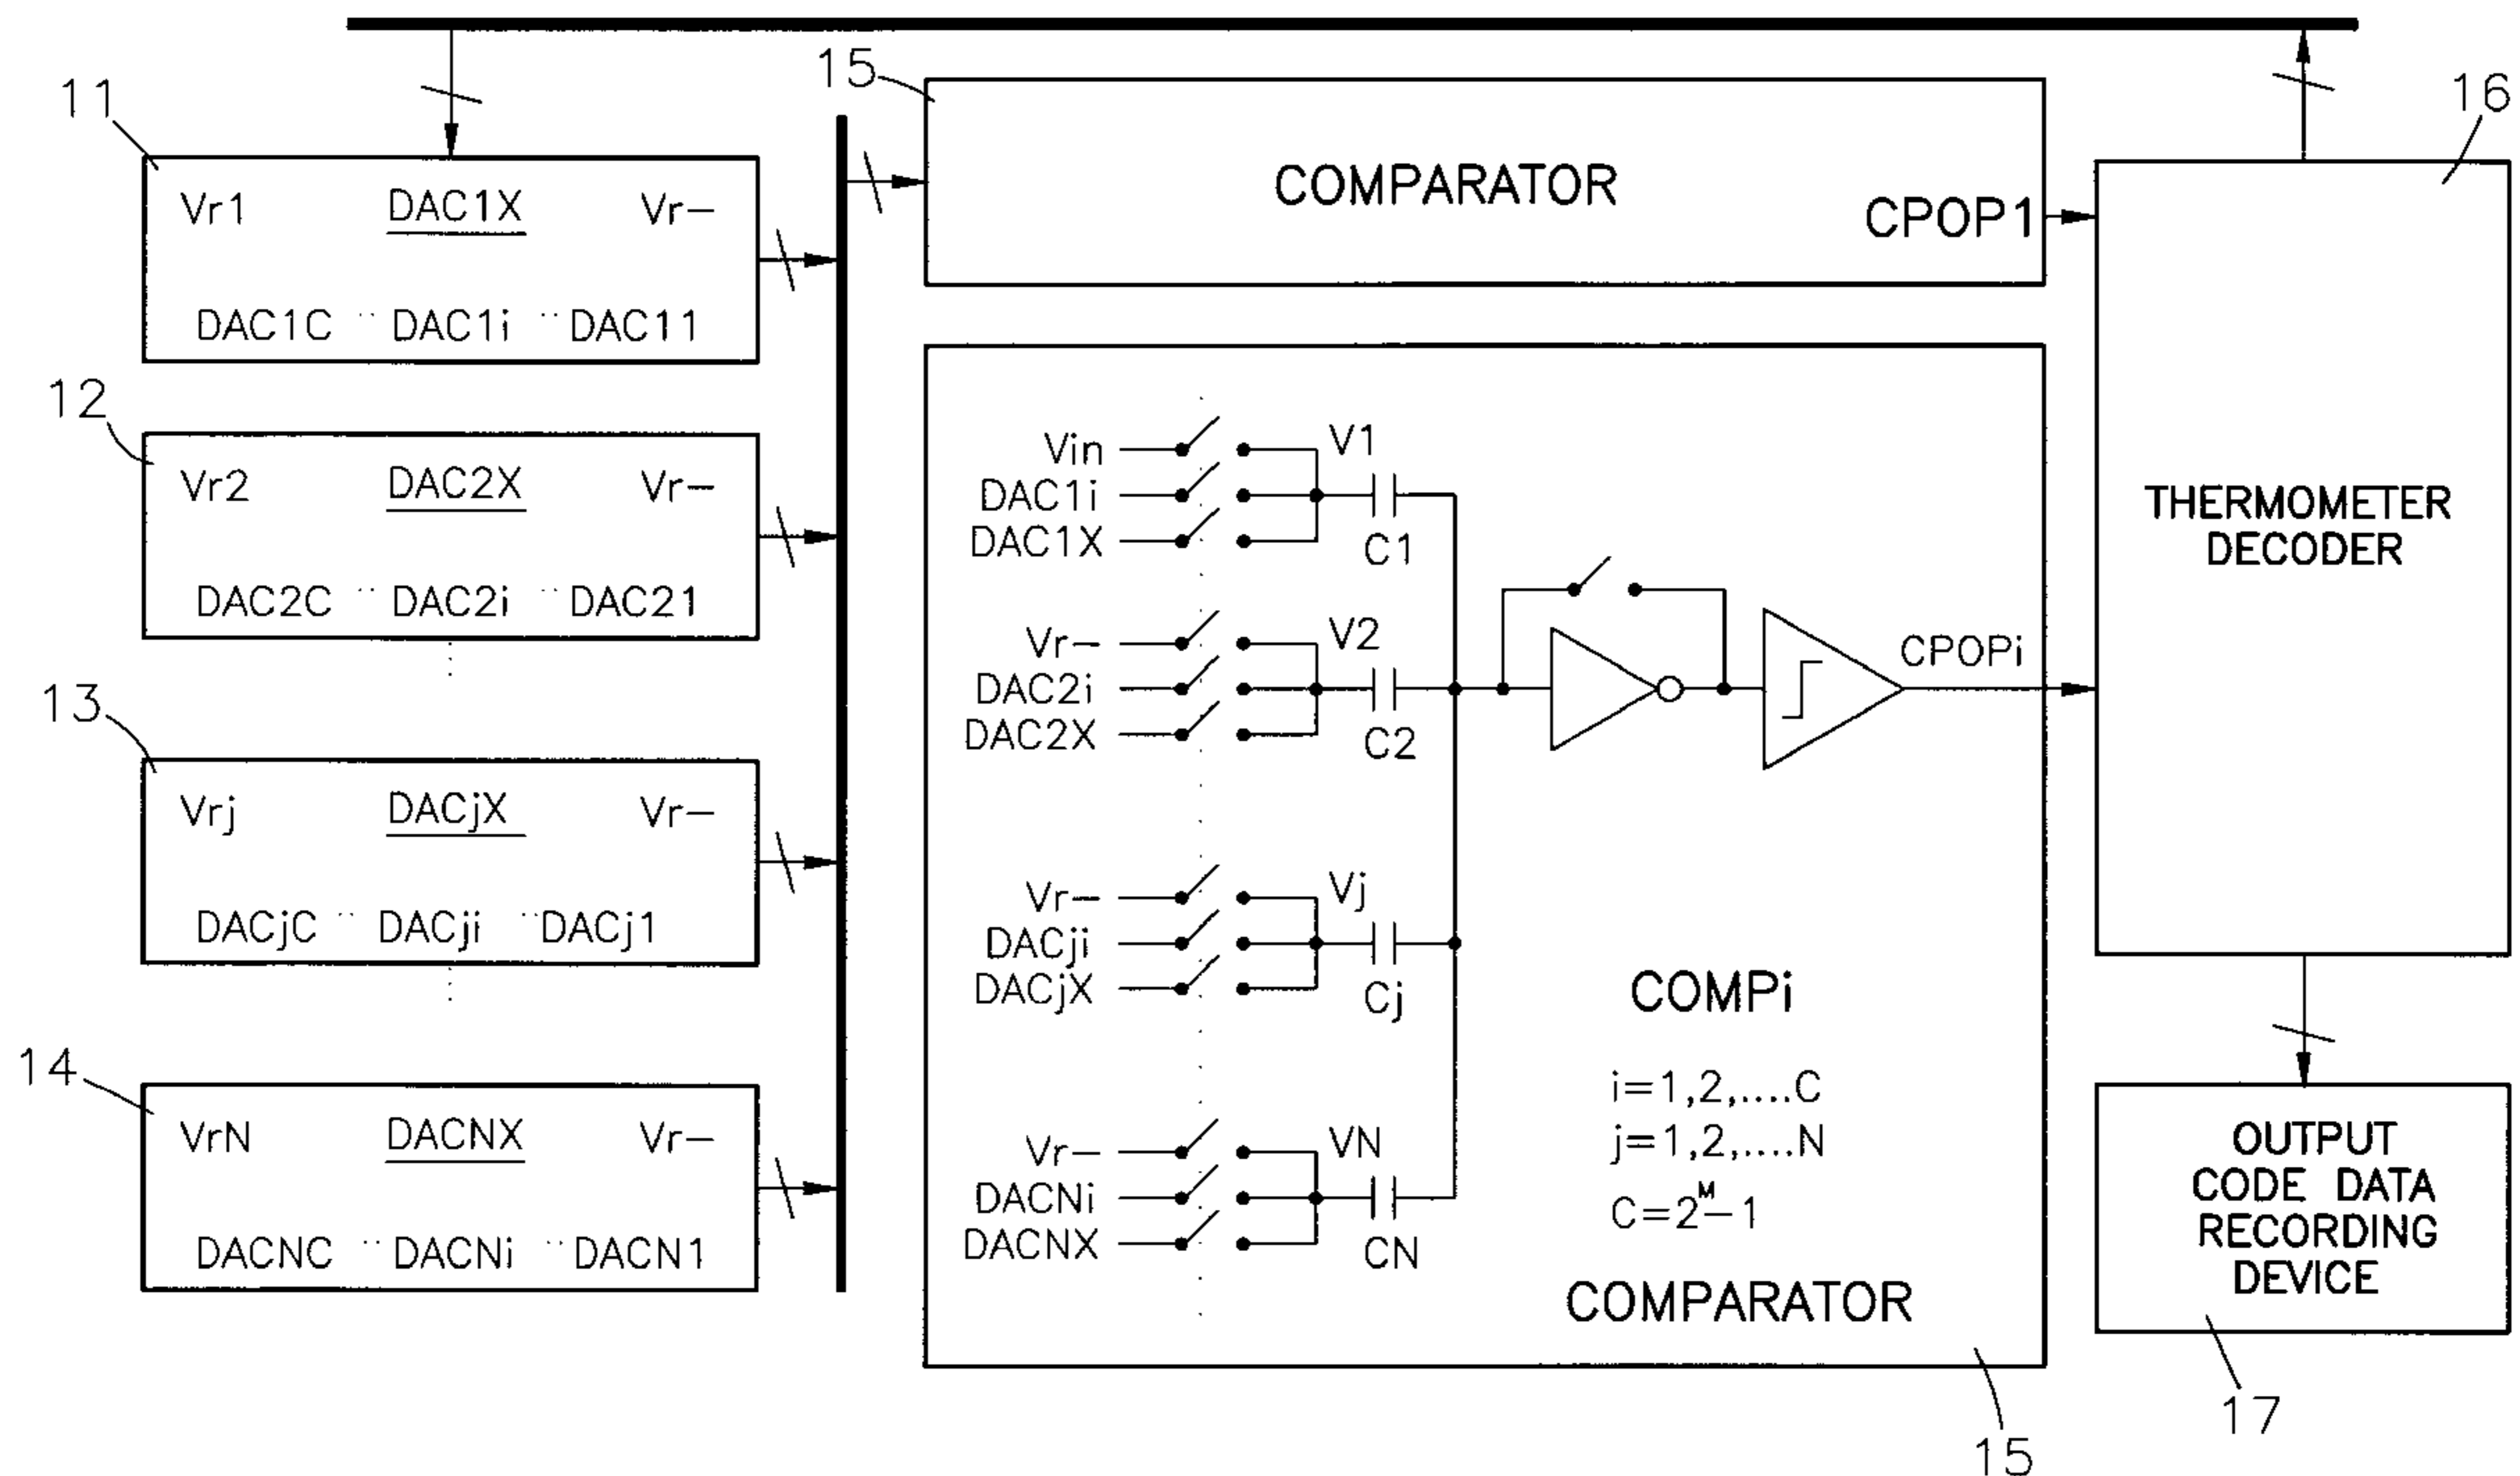 11
Vr1 DAC1X Vr-
DAC1C ·· DAC1i ·· DAC11
12
Vr2 DAC2X Vr-
DAC2C ·· DAC2i ·· DAC21
13
Vrj DACjX Vr-
DACjC ·· DACji ·· DACj1
14
VrN DACNX Vr-
DACNC ·· DACNi ·· DACN1
15
COMPARATOR
CPOP1
Vin
DAC1i
DAC1X
V1
C1
Vr-
DAC2i
DAC2X
V2
C2
Vr-
DACji
DACjX
Vj
Cj
Vr-
DACNi
DACNX
VN
CN
CPOPi
COMPi
i=1,2,....C
j=1,2,....N
C=2^M-1
COMPARATOR
15
16
THERMOMETER
DECODER
OUTPUT
CODE DATA
RECORDING
DEVICE
17